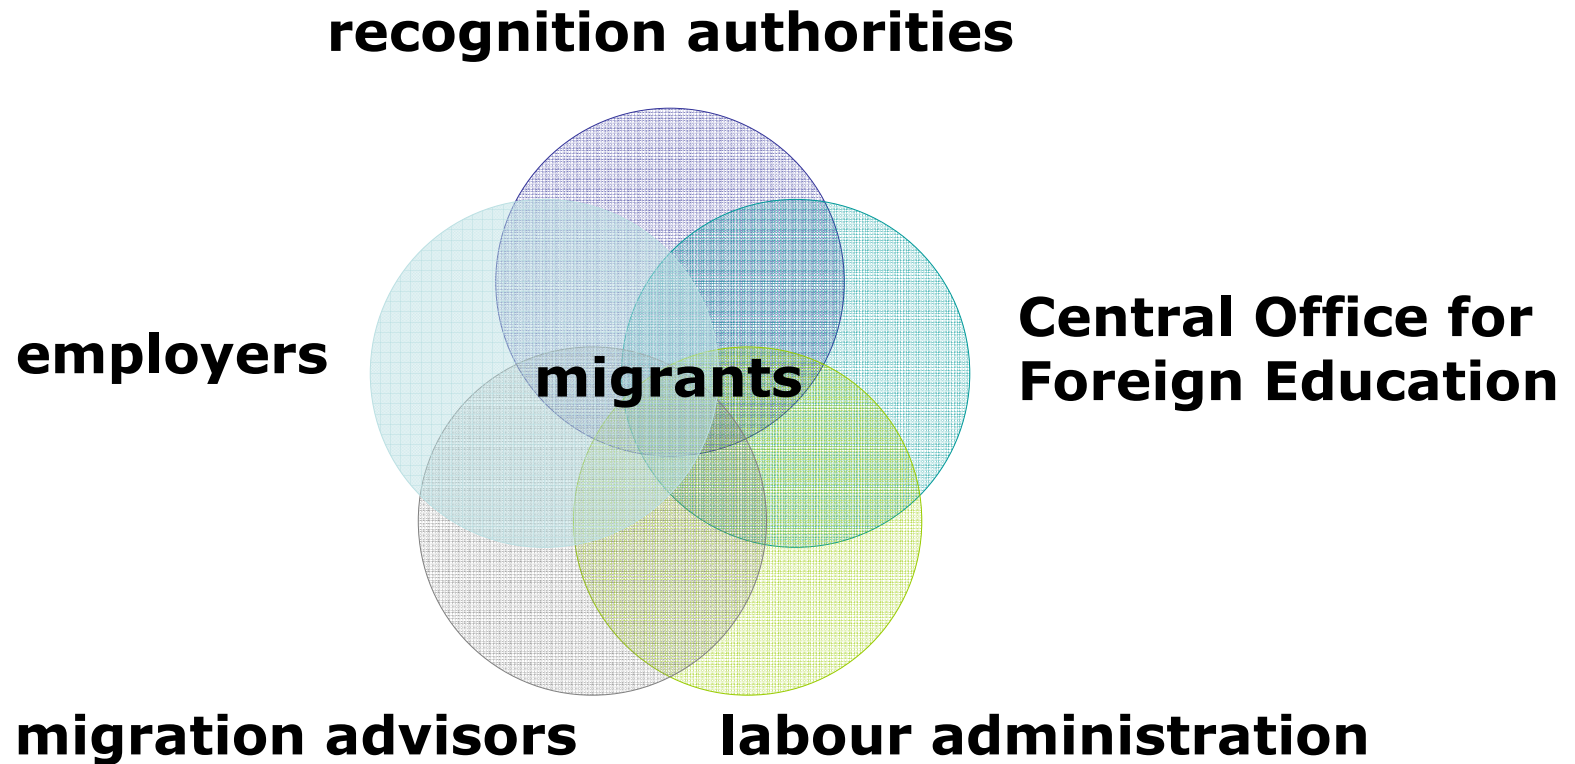 recognition authorities
employers
migrants
Central Office for
Foreign Education
migration advisors
labour administration